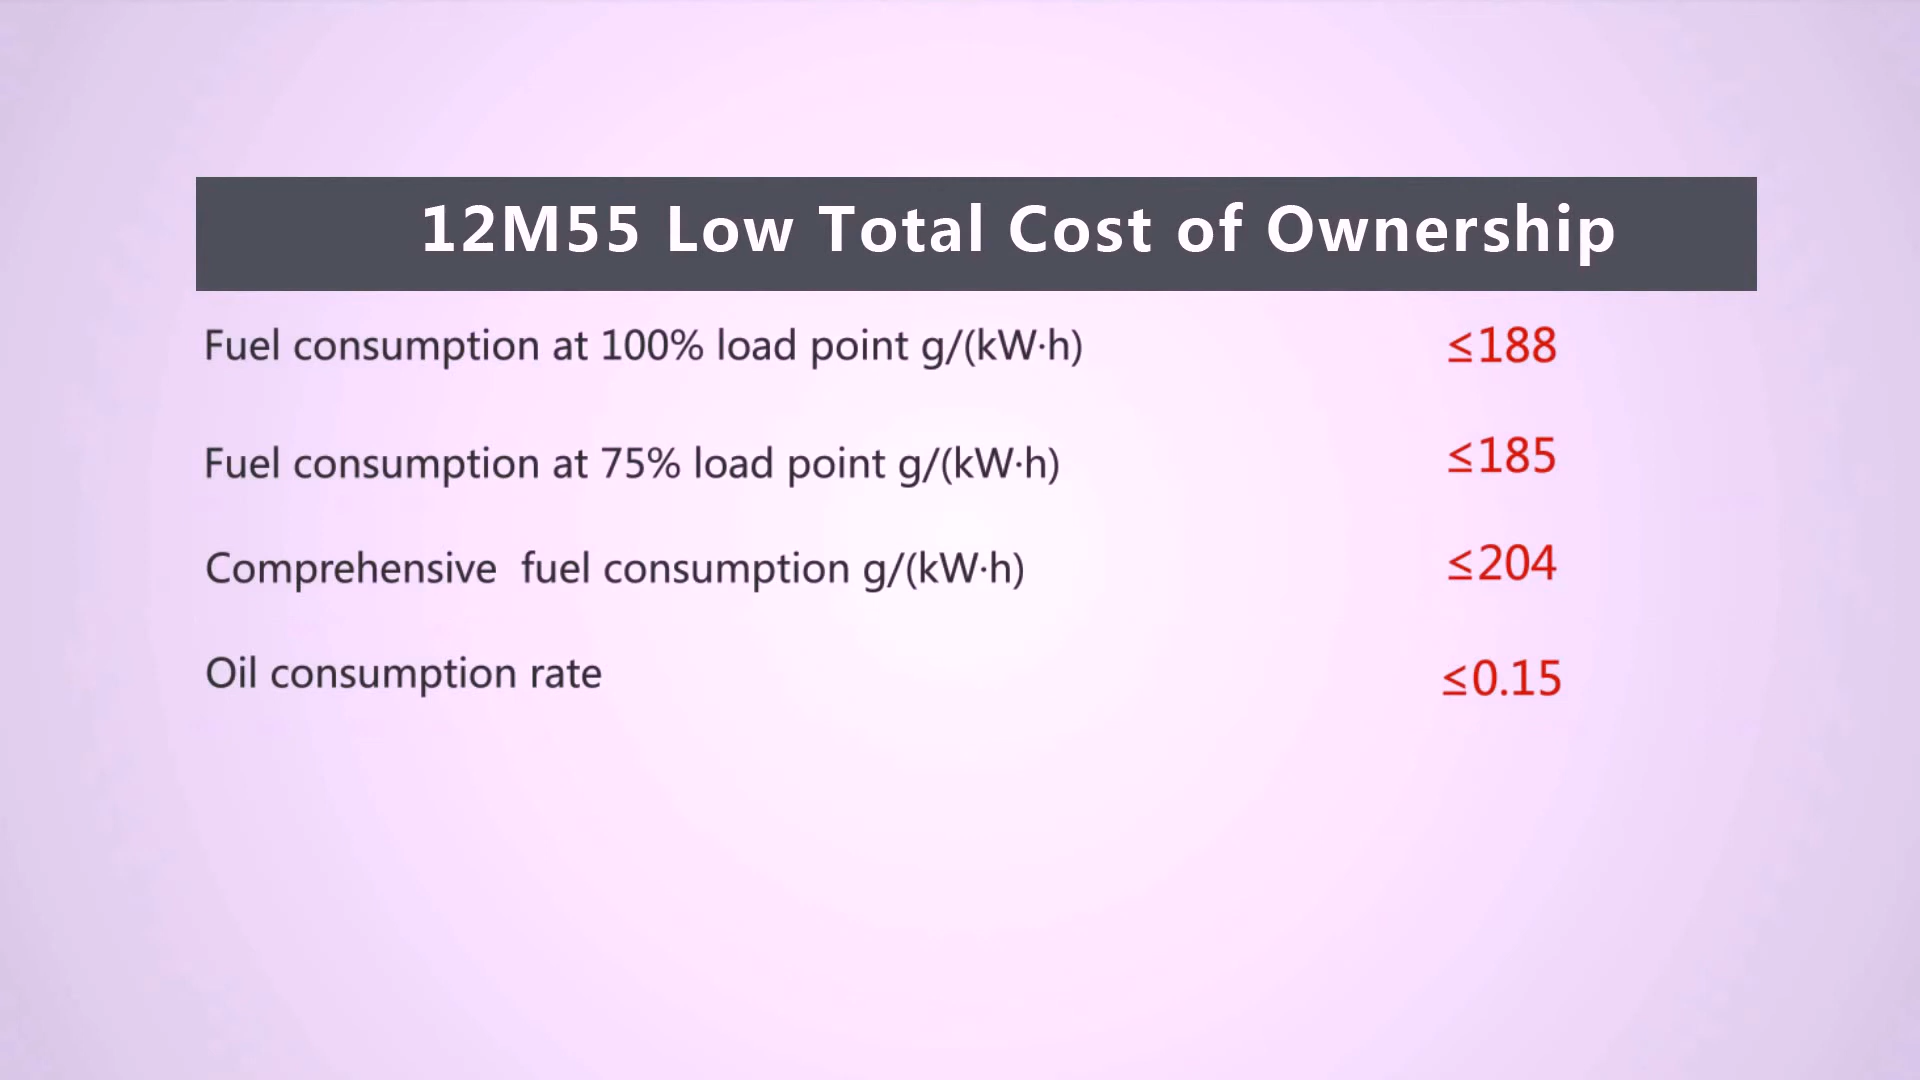 12M55 Low Total Cost of Ownership
Fuel consumption at 100% load point g/(kW·h) ≤188
Fuel consumption at 75% load point g/(kW·h) ≤185
Comprehensive  fuel consumption g/(kW·h) ≤204
Oil consumption rate ≤0.15